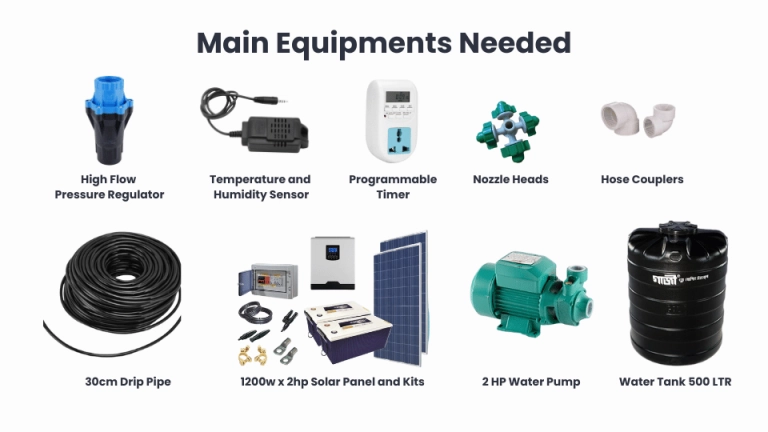 Main Equipments Needed
High Flow
Pressure Regulator
Temperature and
Humidity Sensor
Programmable
Timer
Nozzle Heads
Hose Couplers
গাজী
30cm Drip Pipe
1200w x 2hp Solar Panel and Kits
2 HP Water Pump
Water Tank 500 LTR